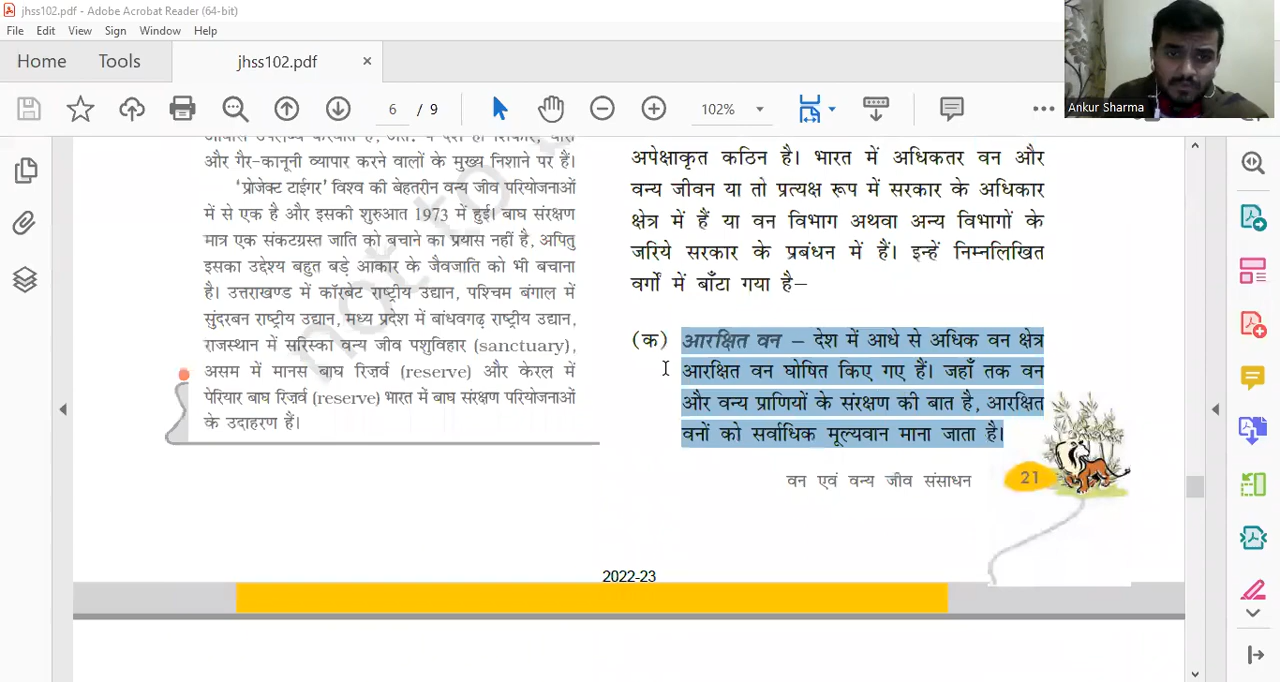 jhss102.pdf - Adobe Acrobat Reader (64-bit)
File Edit View Sign Window Help
Home Tools jhss102.pdf ×
6 / 9 102%
Ankur Sharma
और गैर-कानूनी व्यापार करने वालों के मुख्य निशाने पर हैं।
'प्रोजेक्ट टाईगर' विश्व की बेहतरीन वन्य जीव परियोजनाओं
में से एक है और इसकी शुरुआत 1973 में हुई। बाघ संरक्षण
मात्र एक संकटग्रस्त जाति को बचाने का प्रयास नहीं है, अपितु
इसका उद्देश्य बहुत बड़े आकार के जैवजाति को भी बचाना
है। उत्तराखण्ड में कॉरबेट राष्ट्रीय उद्यान, पश्चिम बंगाल में
सुंदरबन राष्ट्रीय उद्यान, मध्य प्रदेश में बांधवगढ़ राष्ट्रीय उद्यान,
राजस्थान में सरिस्का वन्य जीव पशुविहार (sanctuary),
असम में मानस बाघ रिज़र्व (reserve) और केरल में
पेरियार बाघ रिज़र्व (reserve) भारत में बाघ संरक्षण परियोजनाओं
के उदाहरण हैं।
not to
अपेक्षाकृत कठिन है। भारत में अधिकतर वन और
वन्य जीवन या तो प्रत्यक्ष रूप में सरकार के अधिकार
क्षेत्र में हैं या वन विभाग अथवा अन्य विभागों के
जरिये सरकार के प्रबंधन में हैं। इन्हें निम्नलिखित
वर्गों में बाँटा गया है–
(क) आरक्षित वन – देश में आधे से अधिक वन क्षेत्र
आरक्षित वन घोषित किए गए हैं। जहाँ तक वन
और वन्य प्राणियों के संरक्षण की बात है, आरक्षित
वनों को सर्वाधिक मूल्यवान माना जाता है।
वन एवं वन्य जीव संसाधन 21
2022-23